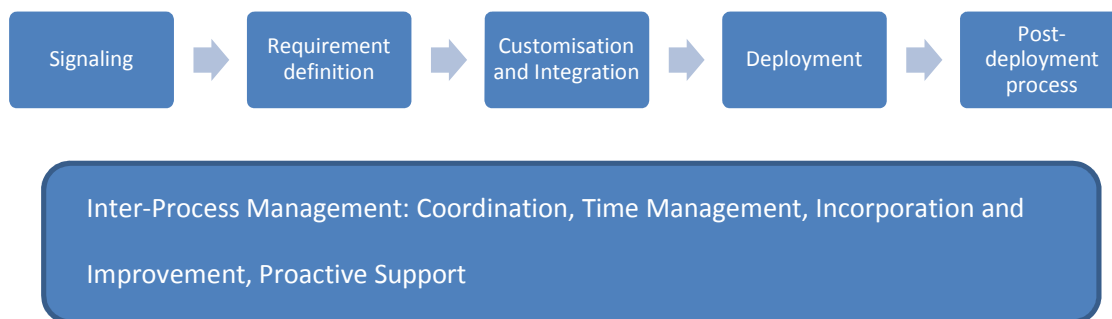 Signaling
Requirement
definition
Customisation
and Integration
Deployment
Post-
deployment
process
Inter-Process Management: Coordination, Time Management, Incorporation and
Improvement, Proactive Support